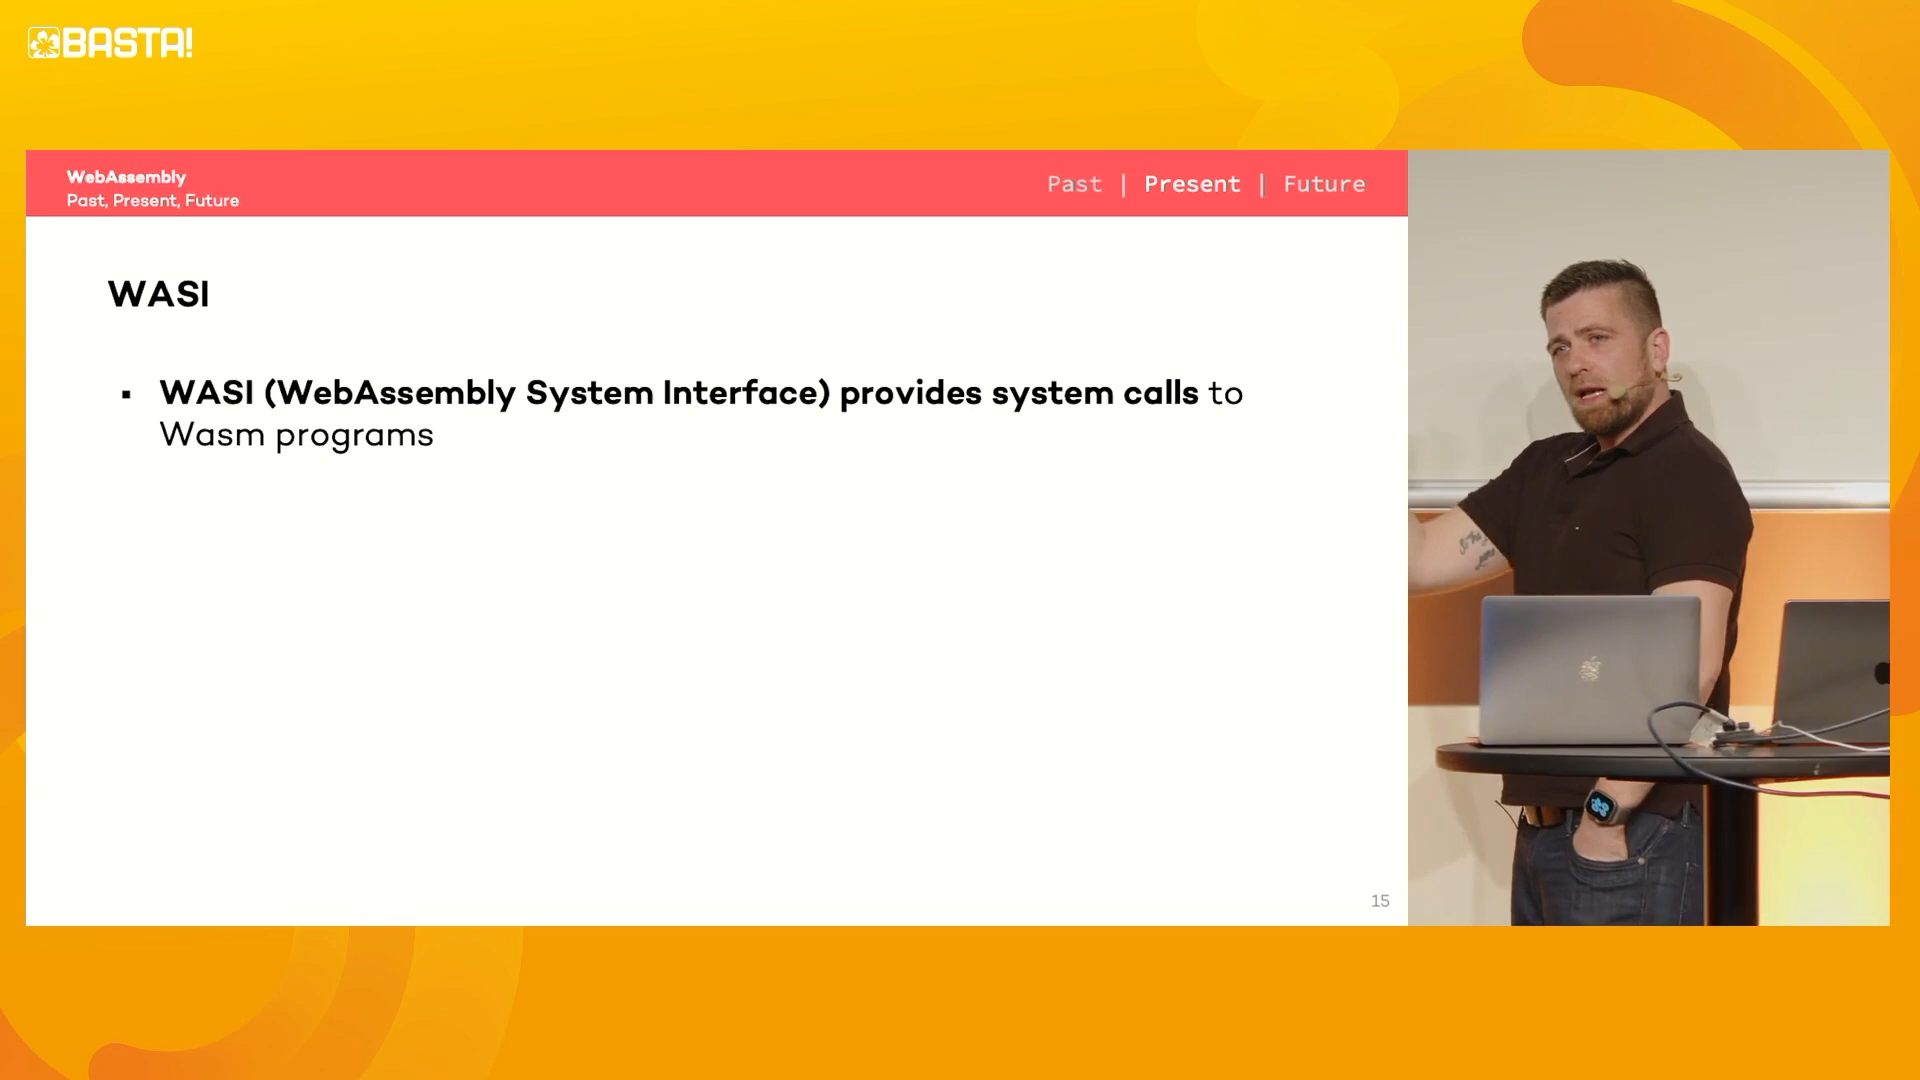 BASTA!
WebAssembly
Past, Present, Future
Past | Present | Future
WASI
▪ WASI (WebAssembly System Interface) provides system calls to
Wasm programs
15